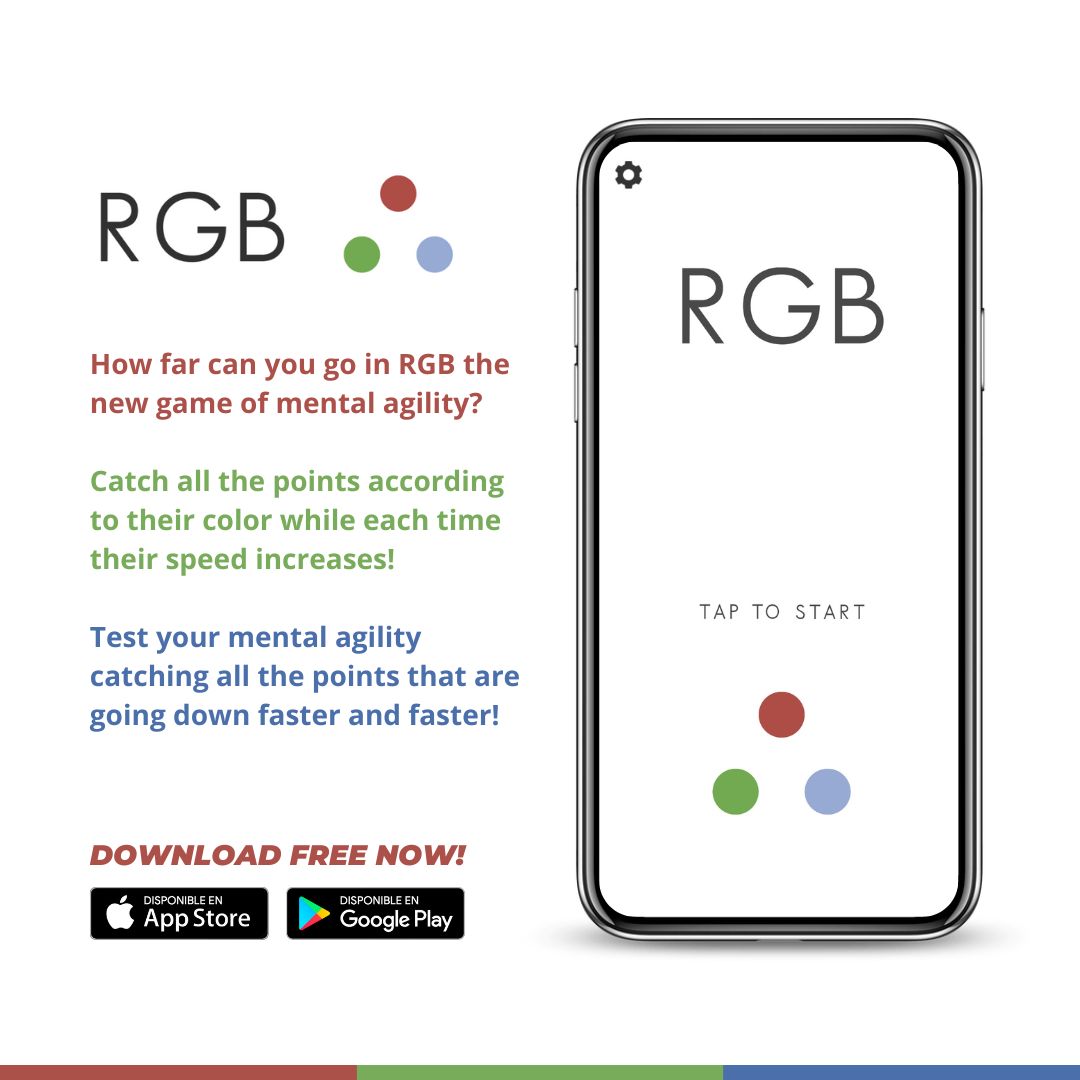 RGB
How far can you go in RGB the
new game of mental agility?
Catch all the points according
to their color while each time
their speed increases!
Test your mental agility
catching all the points that are
going down faster and faster!
DOWNLOAD FREE NOW!
DISPONIBLE EN
App Store
DISPONIBLE EN
Google Play
RGB
TAP TO START